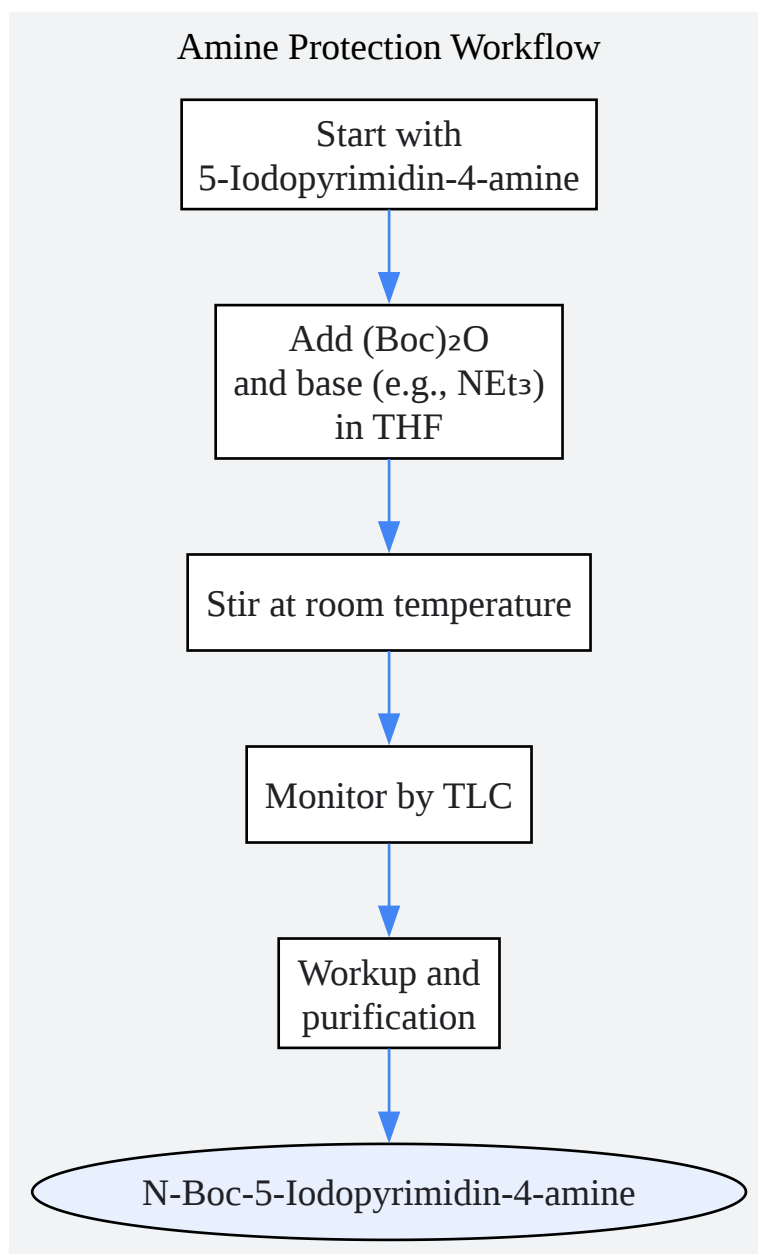 Amine Protection Workflow
Start with
5-Iodopyrimidin-4-amine
Add (Boc)₂O
and base (e.g., NEt₃)
in THF
Stir at room temperature
Monitor by TLC
Workup and
purification
N-Boc-5-Iodopyrimidin-4-amine